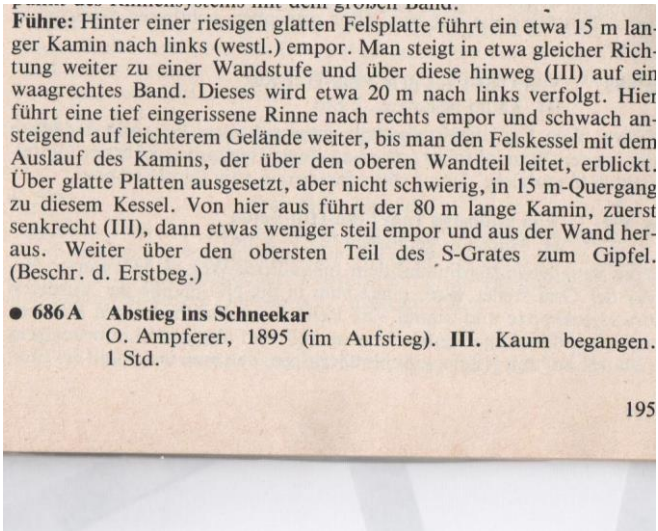 des Rinnensystems mit dem großen Band.
Führe: Hinter einer riesigen glatten Felsplatte führt ein etwa 15 m lan-
ger Kamin nach links (westl.) empor. Man steigt in etwa gleicher Rich-
tung weiter zu einer Wandstufe und über diese hinweg (III) auf ein
waagrechtes Band. Dieses wird etwa 20 m nach links verfolgt. Hier
führt eine tief eingerissene Rinne nach rechts empor und schwach an-
steigend auf leichterem Gelände weiter, bis man den Felskessel mit dem
Auslauf des Kamins, der über den oberen Wandteil leitet, erblickt.
Über glatte Platten ausgesetzt, aber nicht schwierig, in 15 m-Quergang
zu diesem Kessel. Von hier aus führt der 80 m lange Kamin, zuerst
senkrecht (III), dann etwas weniger steil empor und aus der Wand her-
aus. Weiter über den obersten Teil des S-Grates zum Gipfel.
(Beschr. d. Erstbeg.)
● 686 A Abstieg ins Schneekar
O. Ampferer, 1895 (im Aufstieg). III. Kaum begangen.
1 Std.
195